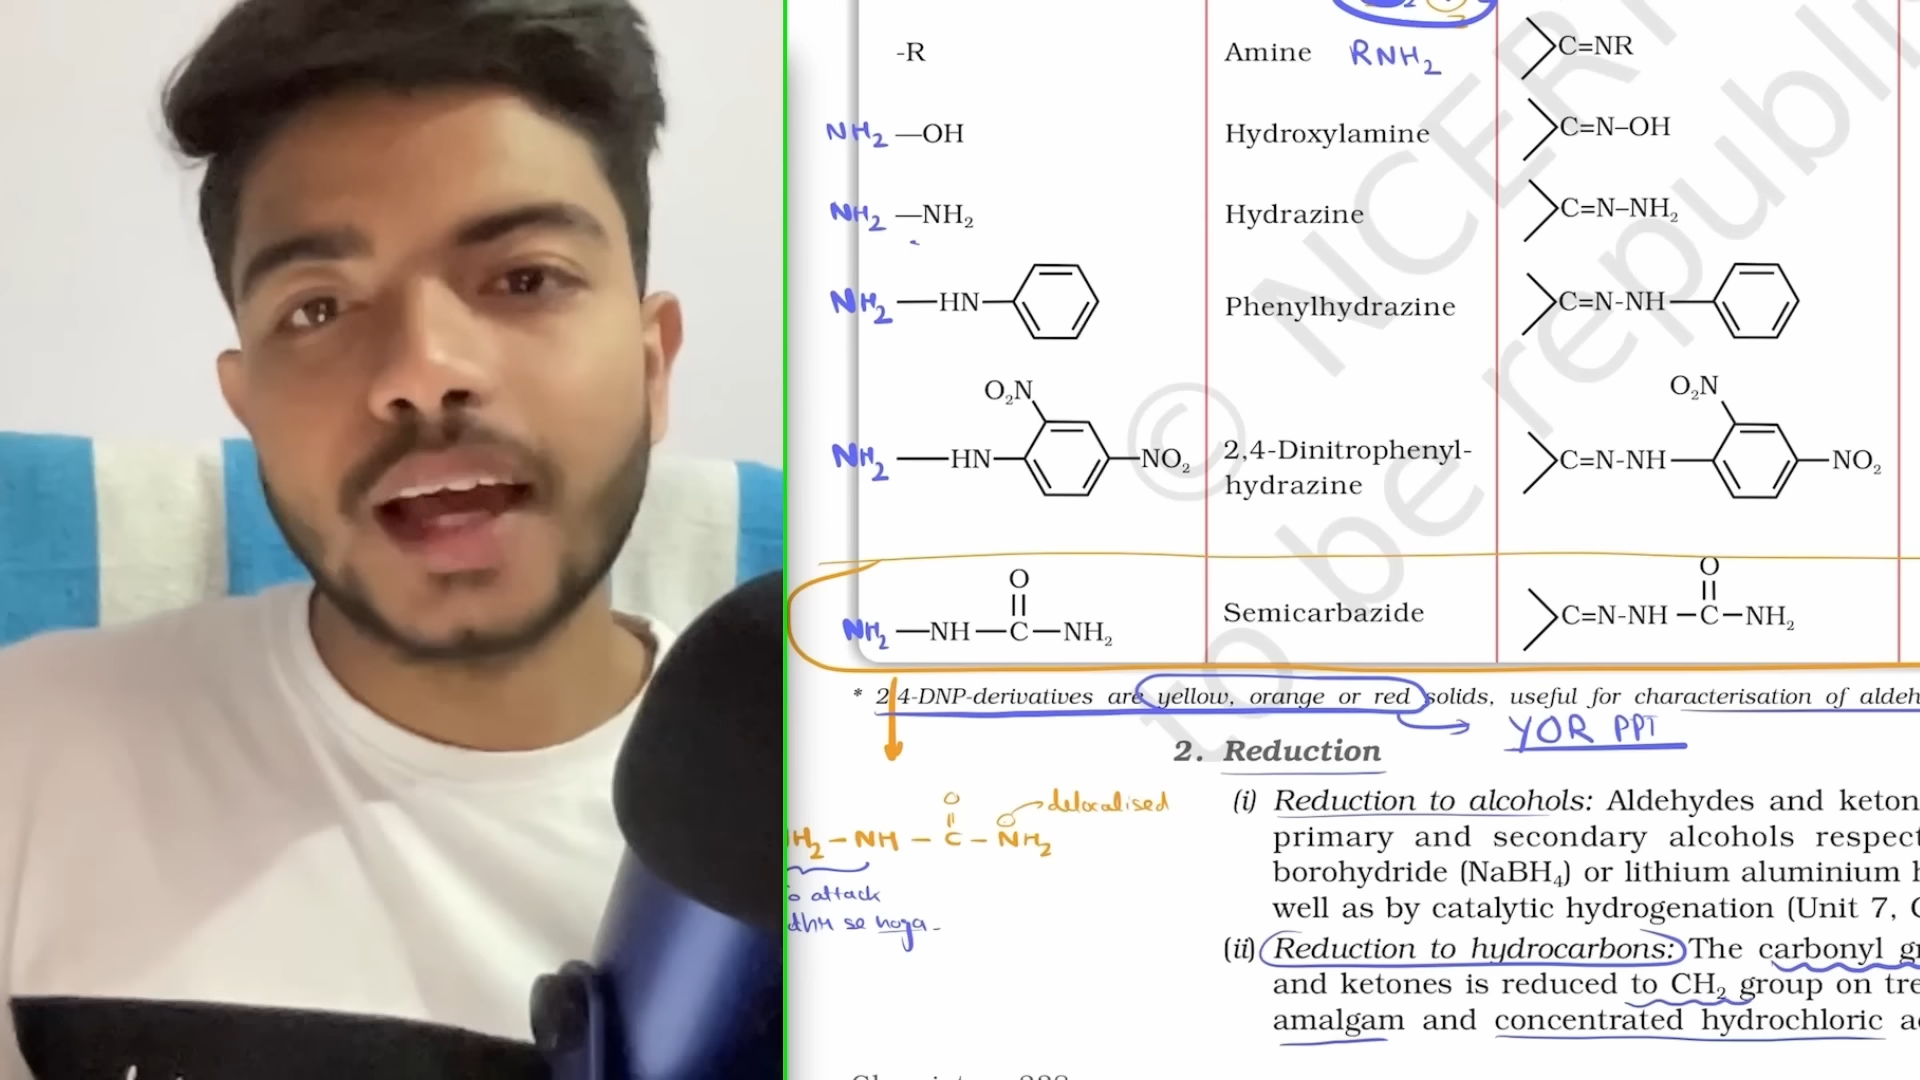 -R Amine RNH₂ C=NR
NH₂ —OH Hydroxylamine C=N–OH
NH₂ —NH₂ Hydrazine C=N–NH₂
NH₂ —HN— Phenylhydrazine C=N-NH—
O₂N O₂N
NH₂ —HN— —NO₂ 2,4-Dinitrophenyl- C=N-NH— —NO₂
hydrazine
O O
NH₂ —NH—C—NH₂ Semicarbazide C=N-NH—C—NH₂
* 2,4-DNP-derivatives are yellow, orange or red solids, useful for characterisation of aldeh
YOR PPT
2. Reduction
O delocalised
H₂ – NH – C – NH₂
o attack
se hoga.
(i) Reduction to alcohols: Aldehydes and keton
primary and secondary alcohols respect
borohydride (NaBH₄) or lithium aluminium h
well as by catalytic hydrogenation (Unit 7, C
(ii) Reduction to hydrocarbons: The carbonyl gr
and ketones is reduced to CH₂ group on tre
amalgam and concentrated hydrochloric a
© NCERT
to be republi